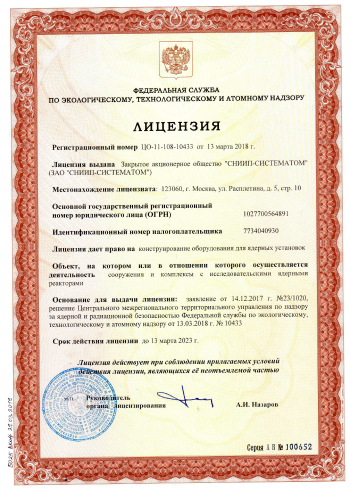 ФЕДЕРАЛЬНАЯ СЛУЖБА
ПО ЭКОЛОГИЧЕСКОМУ, ТЕХНОЛОГИЧЕСКОМУ И АТОМНОМУ НАДЗОРУ
ЛИЦЕНЗИЯ
Регистрационный номер ЦО-11-108-10433 от 13 марта 2018 г.
Лицензия выдана Закрытое акционерное общество "СНИИП-СИСТЕМАТОМ"
(ЗАО "СНИИП-СИСТЕМАТОМ")
Местонахождение лицензиата: 123060, г. Москва, ул. Расплетина, д. 5, стр. 10
Основной государственный регистрационный
номер юридического лица (ОГРН) 1027700564891
Идентификационный номер налогоплательщика 7734040930
Лицензия дает право на конструирование оборудования для ядерных установок
Объект, на котором или в отношении которого осуществляется
деятельность сооружения и комплексы с исследовательскими ядерными
реакторами
Основание для выдачи лицензии: заявление от 14.12.2017 г. №23/1020,
решение Центрального межрегионального территориального управления по надзору
за ядерной и радиационной безопасностью Федеральной службы по экологическому,
технологическому и атомному надзору от 13.03.2018 г. № 10433
Срок действия лицензии до 13 марта 2023 г.
Лицензия действует при соблюдении прилагаемых условий
действия лицензии, являющихся её неотъемлемой частью
Руководитель
органа лицензирования А.И. Назаров
Серия А В № 100652